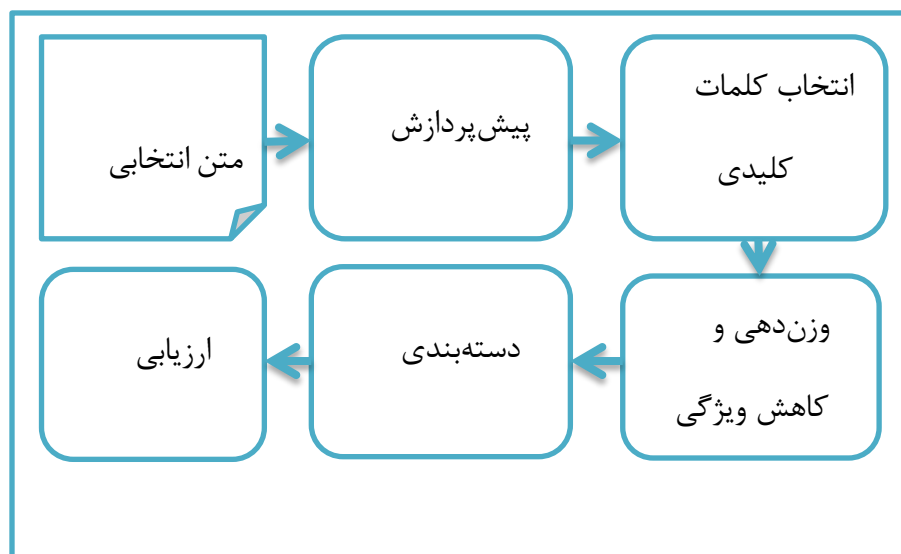 متن انتخابی
پیش‌پردازش
انتخاب کلمات
کلیدی
وزن‌دهی و
کاهش ویژگی
دسته‌بندی
ارزیابی